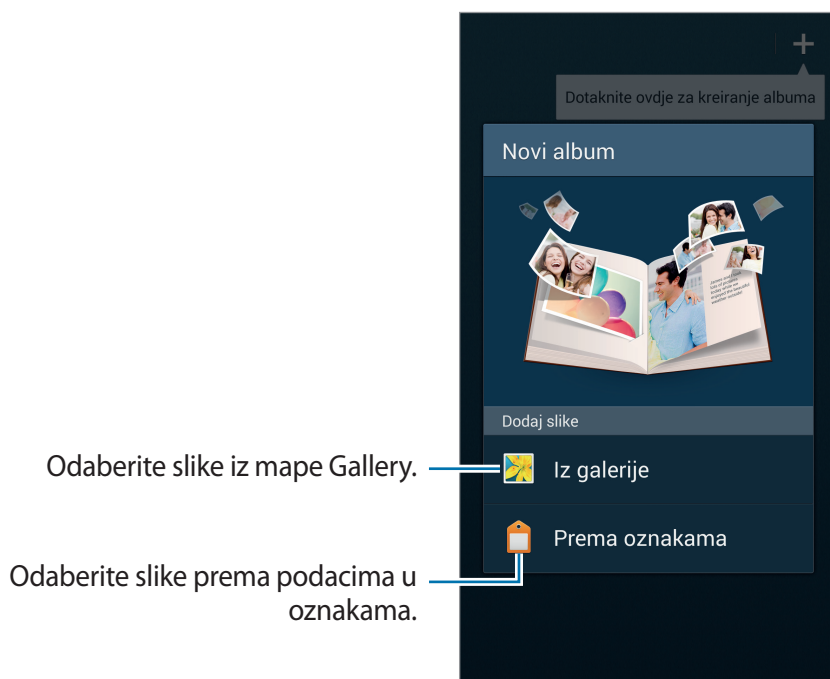 Dotaknite ovdje za kreiranje albuma
Novi album
Dodaj slike
Odaberite slike iz mape Gallery.
Iz galerije
Odaberite slike prema podacima u
oznakama.
Prema oznakama